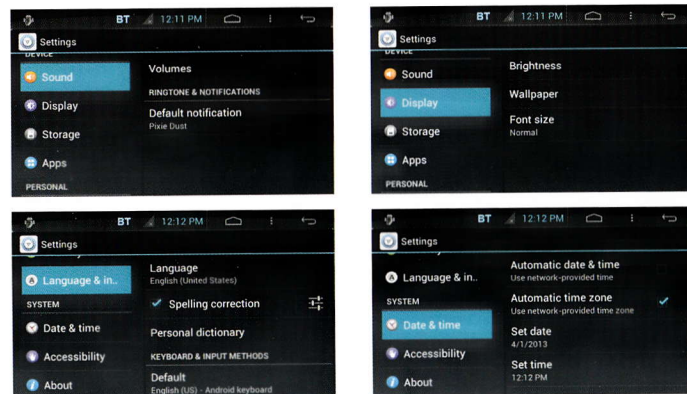 BT 12:11 PM
Settings
DEVICE
Sound
Display
Storage
Apps
PERSONAL
Volumes
RINGTONE & NOTIFICATIONS
Default notification
Pixie Dust
BT 12:11 PM
Settings
DEVICE
Sound
Display
Storage
Apps
PERSONAL
Brightness
Wallpaper
Font size
Normal
BT 12:12 PM
Settings
Language & in..
SYSTEM
Date & time
Accessibility
About
Language
English (United States)
Spelling correction
Personal dictionary
KEYBOARD & INPUT METHODS
Default
English (US) - Android keyboard
BT 12:12 PM
Settings
Language & in..
SYSTEM
Date & time
Accessibility
About
Automatic date & time
Use network-provided time
Automatic time zone
Use network-provided time zone
Set date
4/1/2013
Set time
12:12 PM